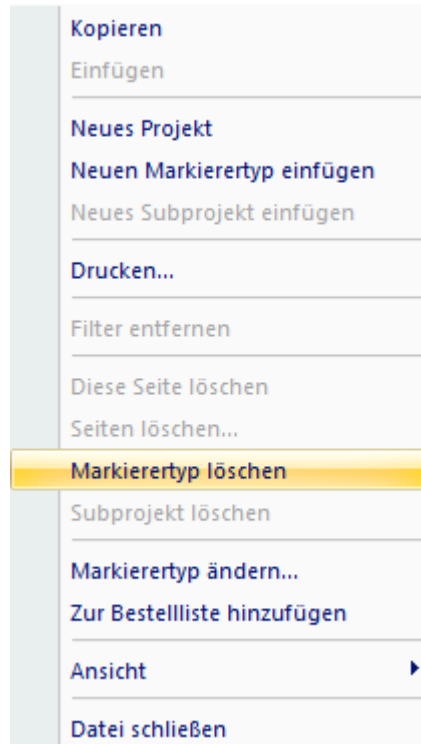 Kopieren
Einfügen
Neues Projekt
Neuen Markierertyp einfügen
Neues Subprojekt einfügen
Drucken...
Filter entfernen
Diese Seite löschen
Seiten löschen...
Markierertyp löschen
Subprojekt löschen
Markierertyp ändern...
Zur Bestellliste hinzufügen
Ansicht
Datei schließen